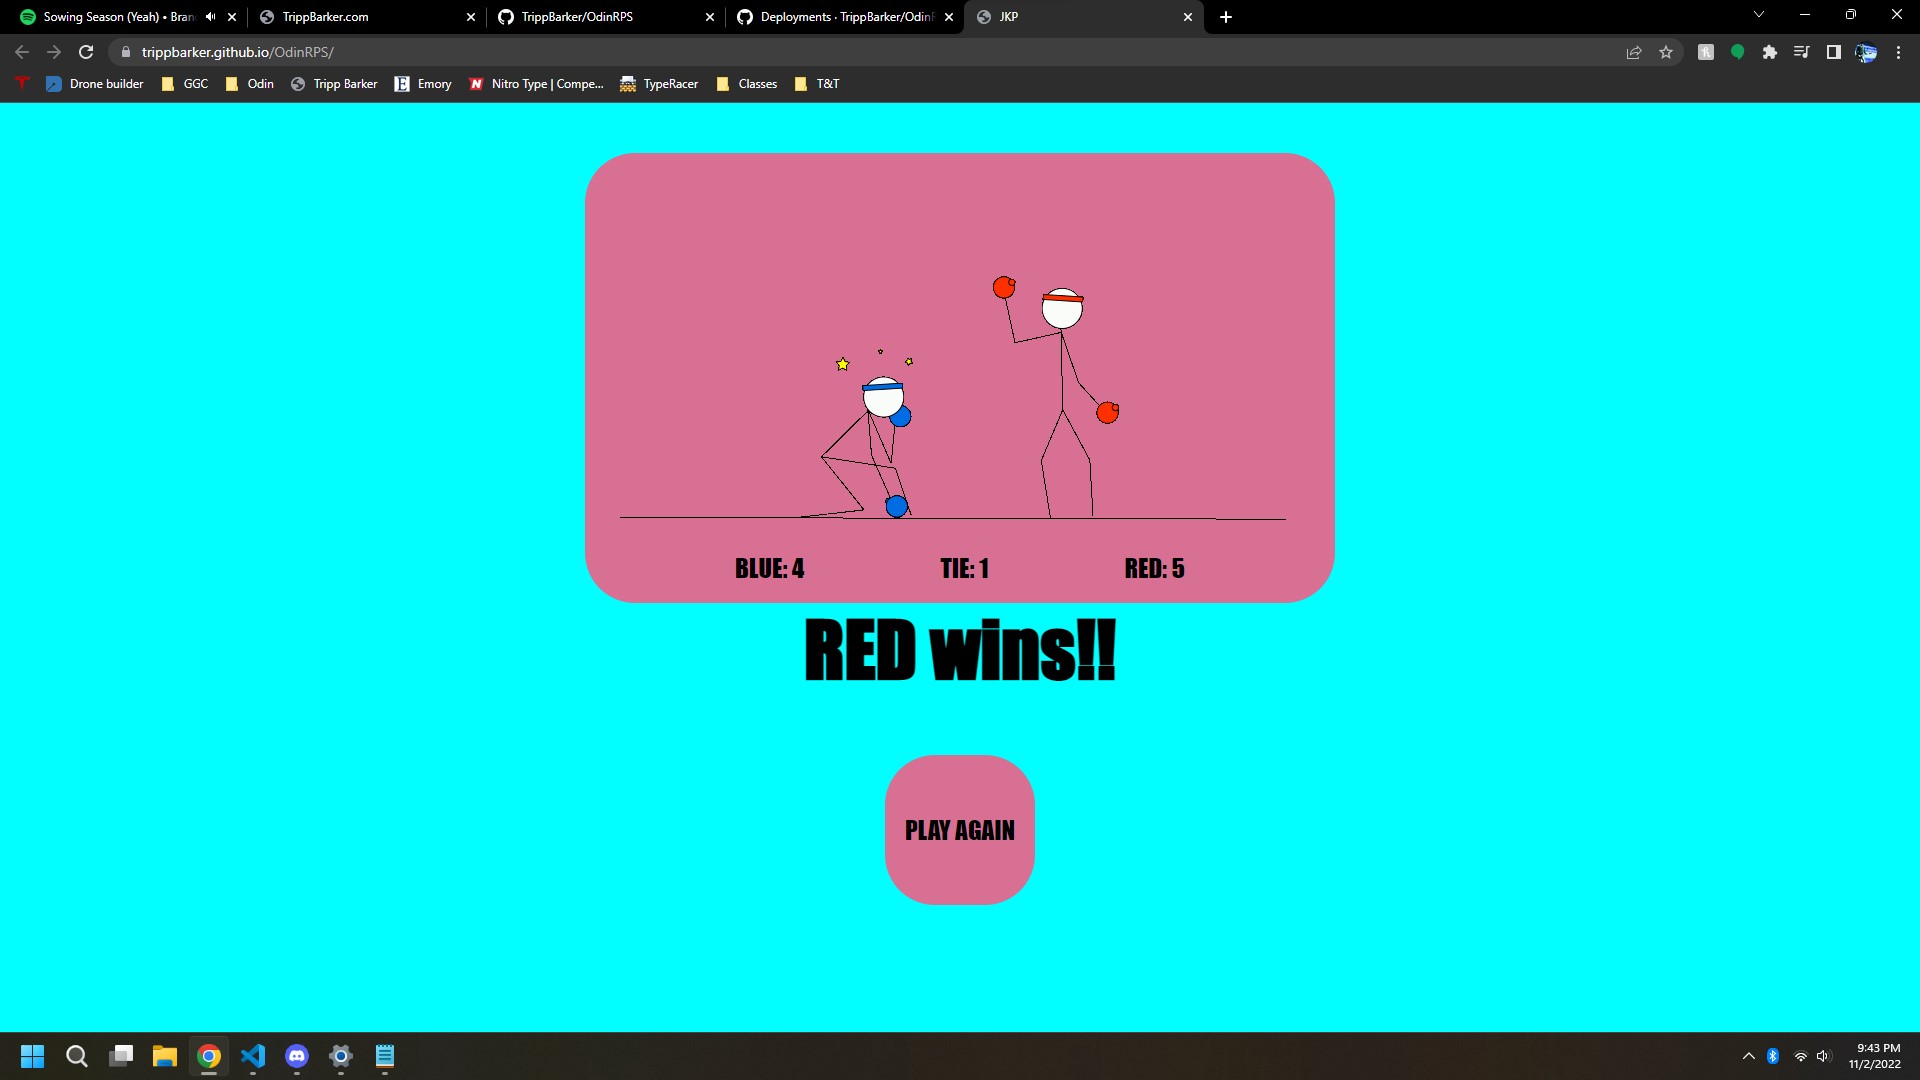 Sowing Season (Yeah) • Bran
TrippBarker.com
TrippBarker/OdinRPS
Deployments · TrippBarker/Odin
JKP
trippbarker.github.io/OdinRPS/
Drone builder
GGC
Odin
Tripp Barker
E
Emory
N
Nitro Type | Compe...
TypeRacer
Classes
T&T
BLUE: 4
TIE: 1
RED: 5
RED wins!!
PLAY AGAIN
9:43 PM
11/2/2022